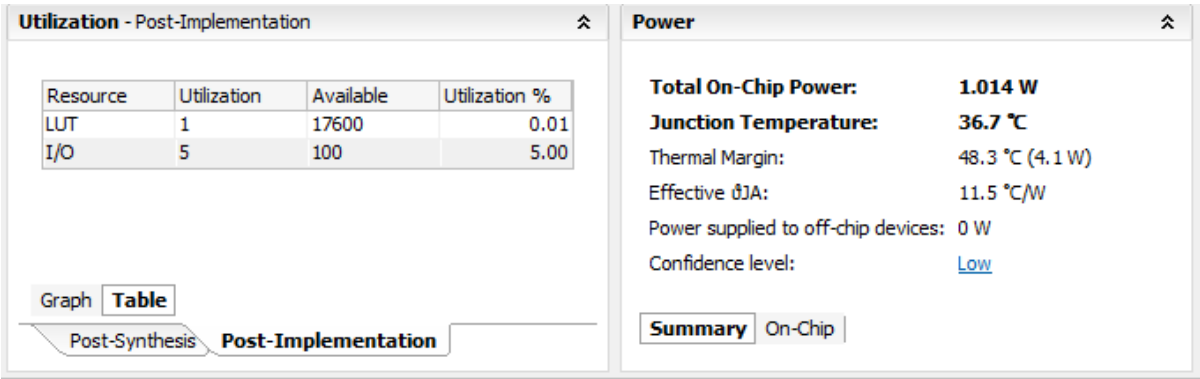 Utilization - Post-Implementation
Resource Utilization Available Utilization %
LUT 1 17600 0.01
I/O 5 100 5.00
Graph Table
Post-Synthesis Post-Implementation
Power
Total On-Chip Power: 1.014 W
Junction Temperature: 36.7 °C
Thermal Margin: 48.3 °C (4.1 W)
Effective ϑJA: 11.5 °C/W
Power supplied to off-chip devices: 0 W
Confidence level: Low
Summary On-Chip